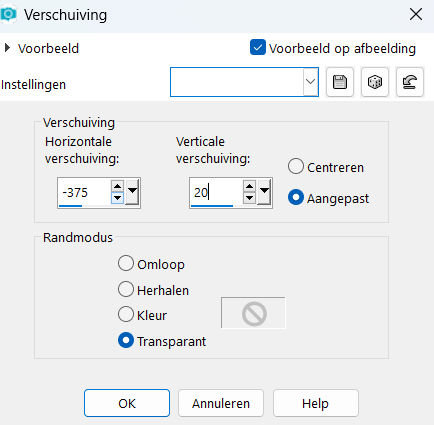 Verschuiving
Voorbeeld
Voorbeeld op afbeelding
Instellingen
Verschuiving
Horizontale verschuiving:
Verticale verschuiving:
-375
20
Centreren
Aangepast
Randmodus
Omloop
Herhalen
Kleur
Transparant
OK
Annuleren
Help